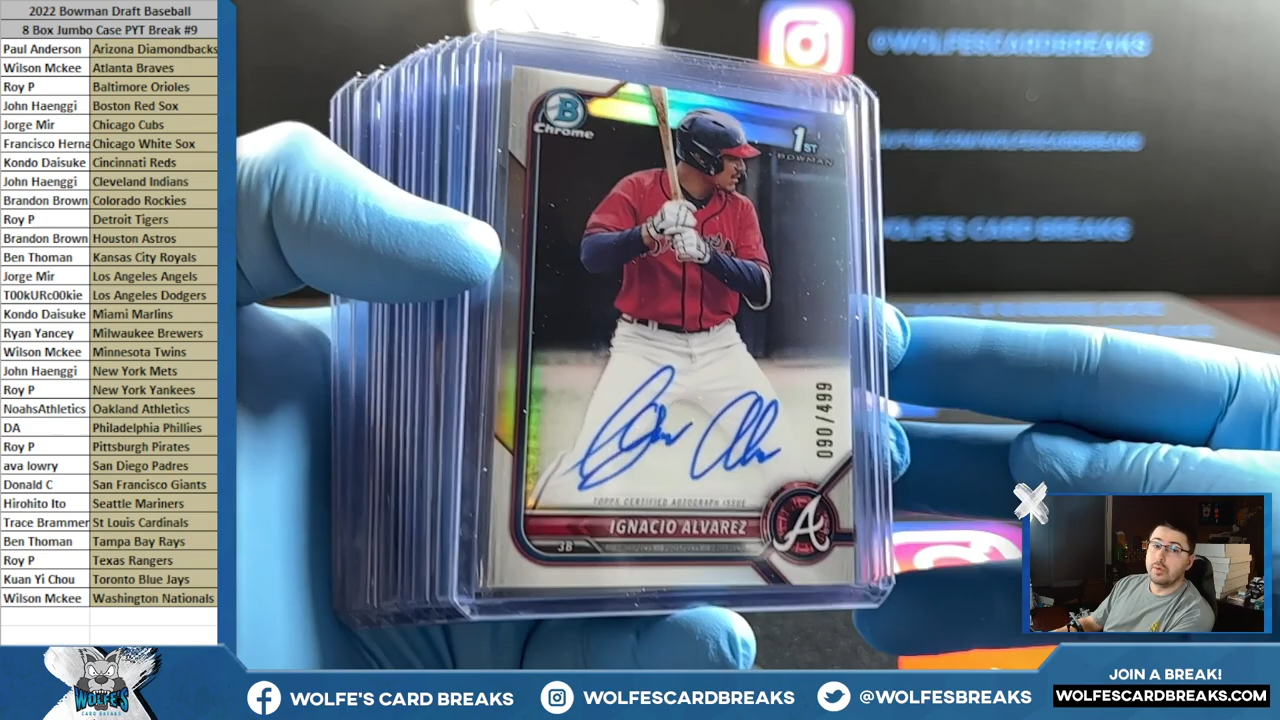 2022 Bowman Draft Baseball
8 Box Jumbo Case PYT Break #9
Paul Anderson Arizona Diamondbacks
Wilson Mckee Atlanta Braves
Roy P Baltimore Orioles
John Haenggi Boston Red Sox
Jorge Mir Chicago Cubs
Francisco Herna Chicago White Sox
Kondo Daisuke Cincinnati Reds
John Haenggi Cleveland Indians
Brandon Brown Colorado Rockies
Roy P Detroit Tigers
Brandon Brown Houston Astros
Ben Thoman Kansas City Royals
Jorge Mir Los Angeles Angels
T00kURc00kie Los Angeles Dodgers
Kondo Daisuke Miami Marlins
Ryan Yancey Milwaukee Brewers
Wilson Mckee Minnesota Twins
John Haenggi New York Mets
Roy P New York Yankees
NoahsAthletics Oakland Athletics
DA Philadelphia Phillies
Roy P Pittsburgh Pirates
ava lowry San Diego Padres
Donald C San Francisco Giants
Hirohito Ito Seattle Mariners
Trace Brammer St Louis Cardinals
Ben Thoman Tampa Bay Rays
Roy P Texas Rangers
Kuan Yi Chou Toronto Blue Jays
Wilson Mckee Washington Nationals
@WOLFESCARDBREAKS
WOLFE'S CARD BREAKS
B
Chrome
1ST
BOWMAN
090/499
TOPPS CERTIFIED AUTOGRAPH ISSUE
IGNACIO ALVAREZ
3B
A
WOLFE'S
CARD BREAKS
WOLFE'S CARD BREAKS
WOLFESCARDBREAKS
@WOLFESBREAKS
JOIN A BREAK!
WOLFESCARDBREAKS.COM